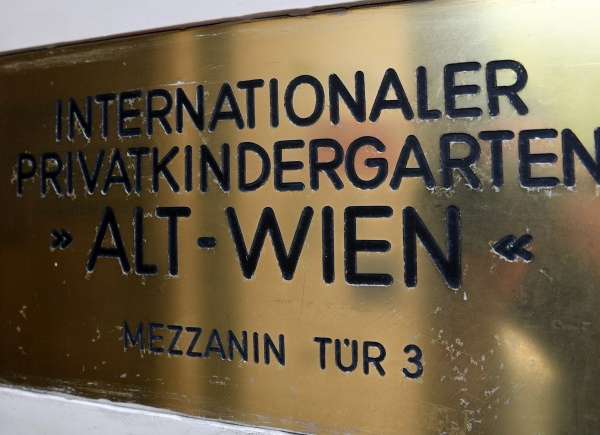 INTERNATIONALER
PRIVATKINDERGARTEN
» ALT-WIEN «
MEZZANIN TÜR 3